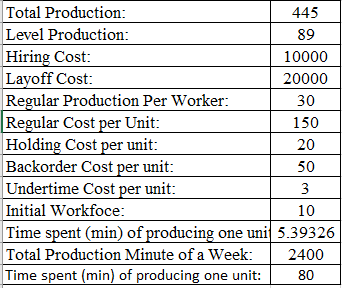 Total Production: 445
Level Production: 89
Hiring Cost: 10000
Layoff Cost: 20000
Regular Production Per Worker: 30
Regular Cost per Unit: 150
Holding Cost per unit: 20
Backorder Cost per unit: 50
Undertime Cost per unit: 3
Initial Workfoce: 10
Time spent (min) of producing one unit 5.39326
Total Production Minute of a Week: 2400
Time spent (min) of producing one unit: 80